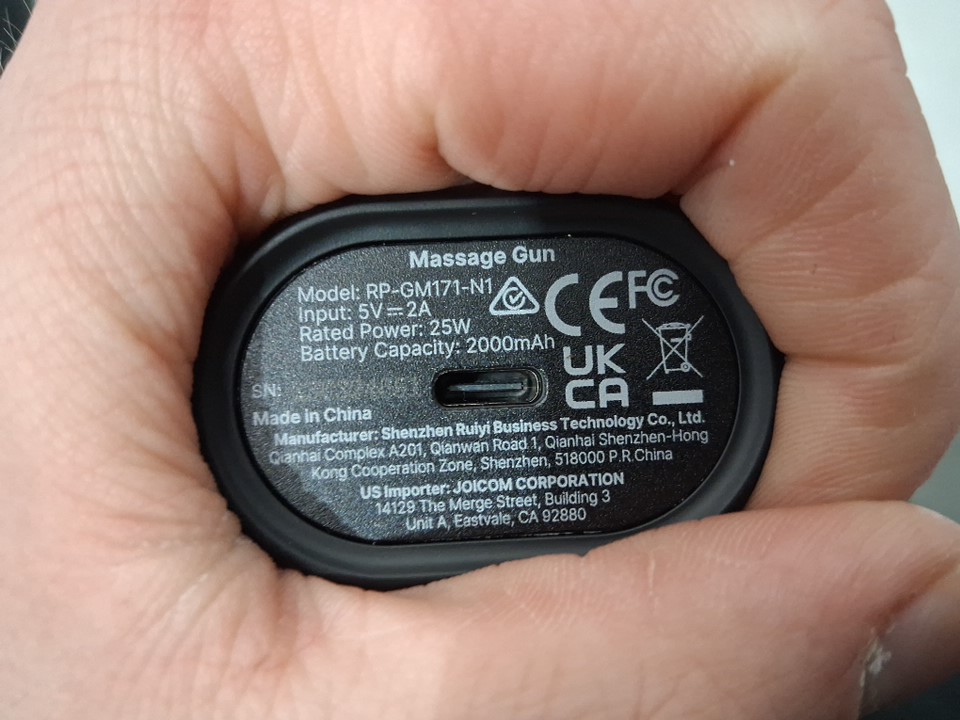 Massage Gun
Model: RP-GM171-N1
Input: 5V⎓2A
Rated Power: 25W
Battery Capacity: 2000mAh
CE FC
UK
CA
SN:
Made in China
Manufacturer: Shenzhen Ruiyi Business Technology Co., Ltd.
Qianhai Complex A201, Qianwan Road 1, Qianhai Shenzhen-Hong
Kong Cooperation Zone, Shenzhen, 518000 P.R.China
US Importer: JOICOM CORPORATION
14129 The Merge Street, Building 3
Unit A, Eastvale, CA 92880